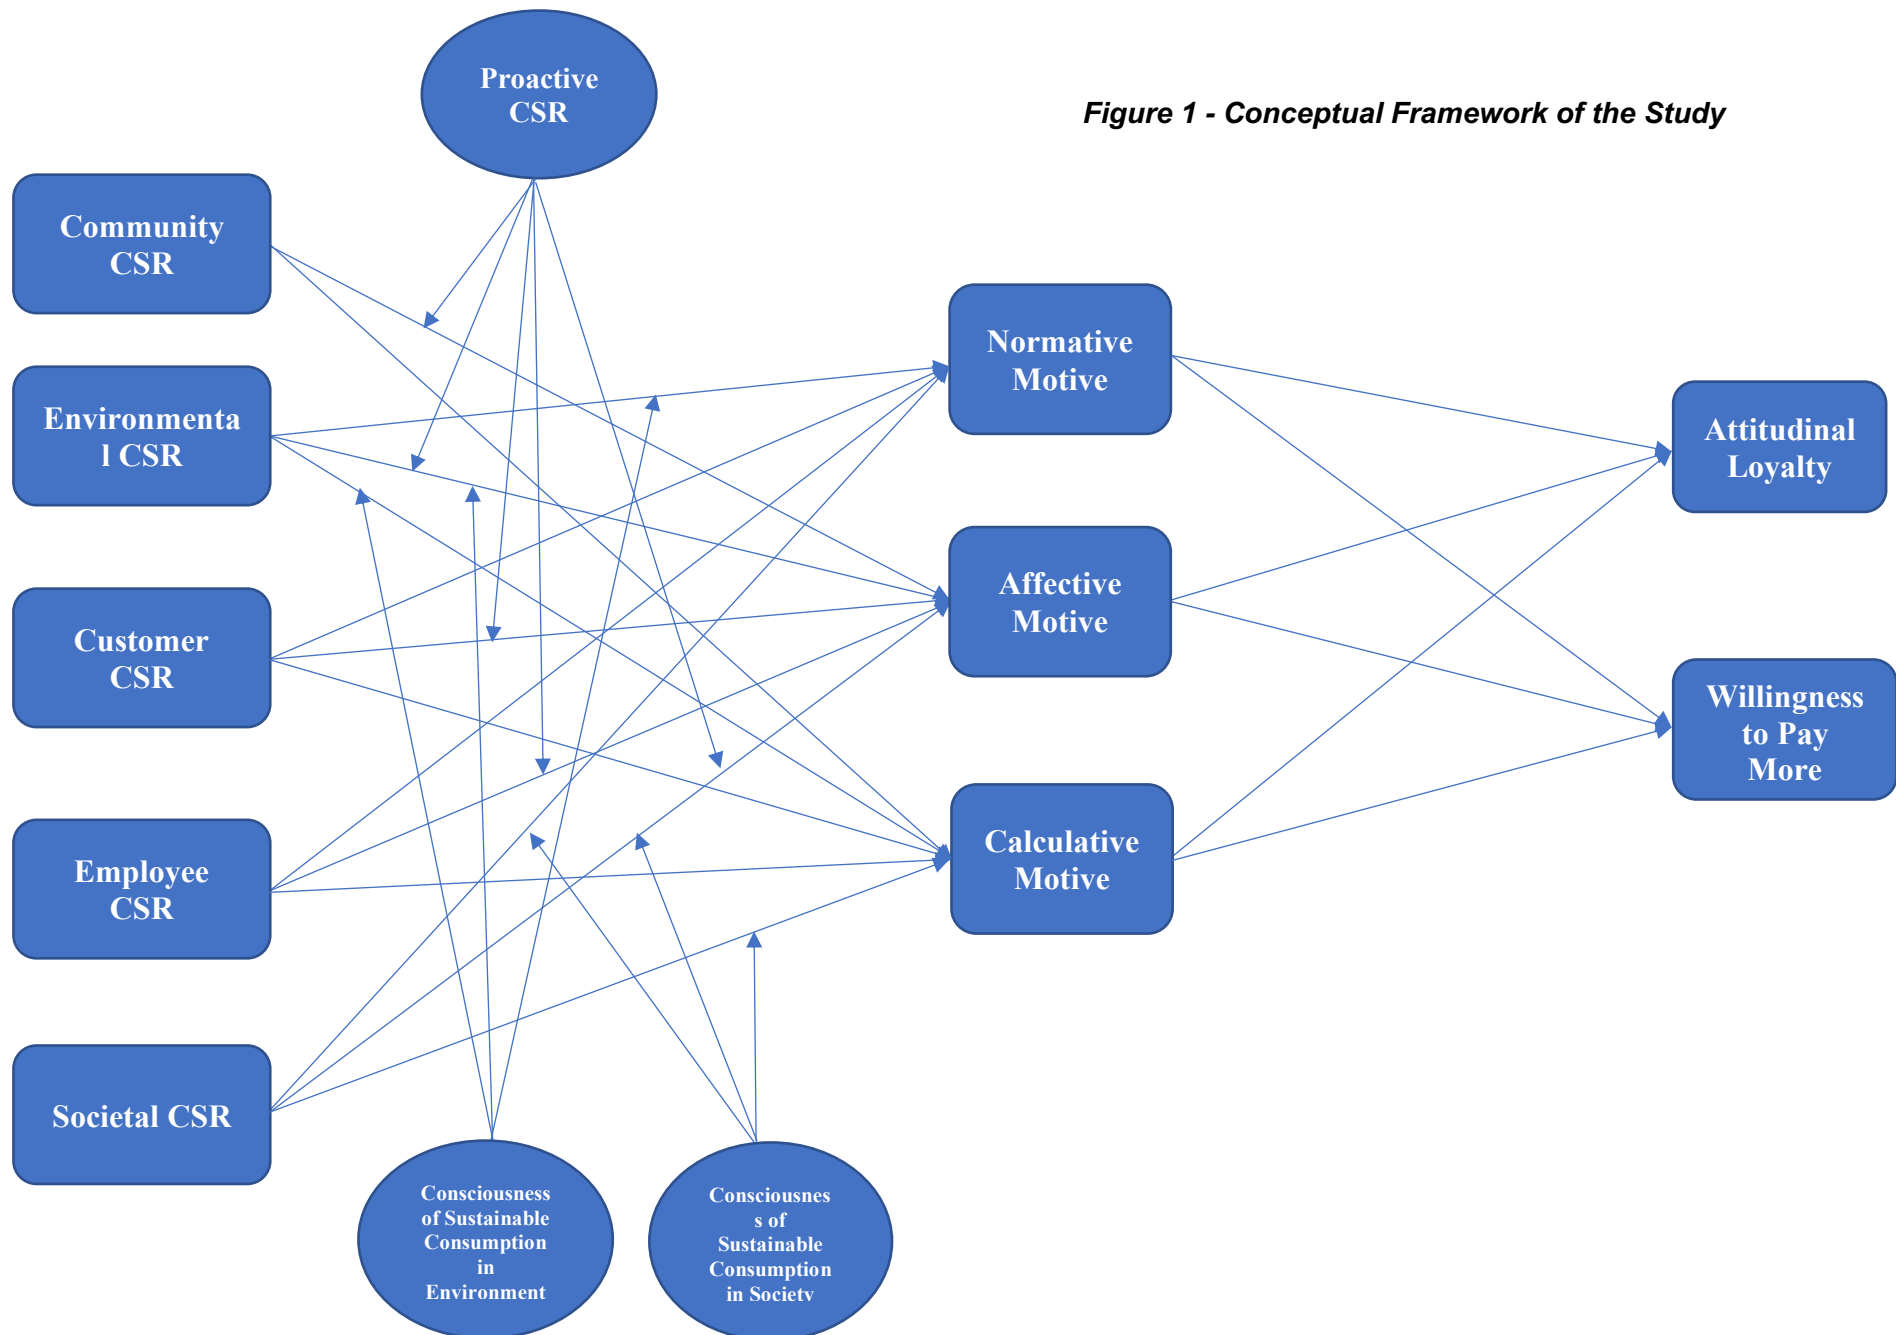 Proactive
CSR
Figure 1 - Conceptual Framework of the Study
Community
CSR
Environmenta
l CSR
Customer
CSR
Employee
CSR
Societal CSR
Normative
Motive
Affective
Motive
Calculative
Motive
Attitudinal
Loyalty
Willingness
to Pay
More
Consciousness
of Sustainable
Consumption
in
Environment
Consciousnes
s of
Sustainable
Consumption
in Society